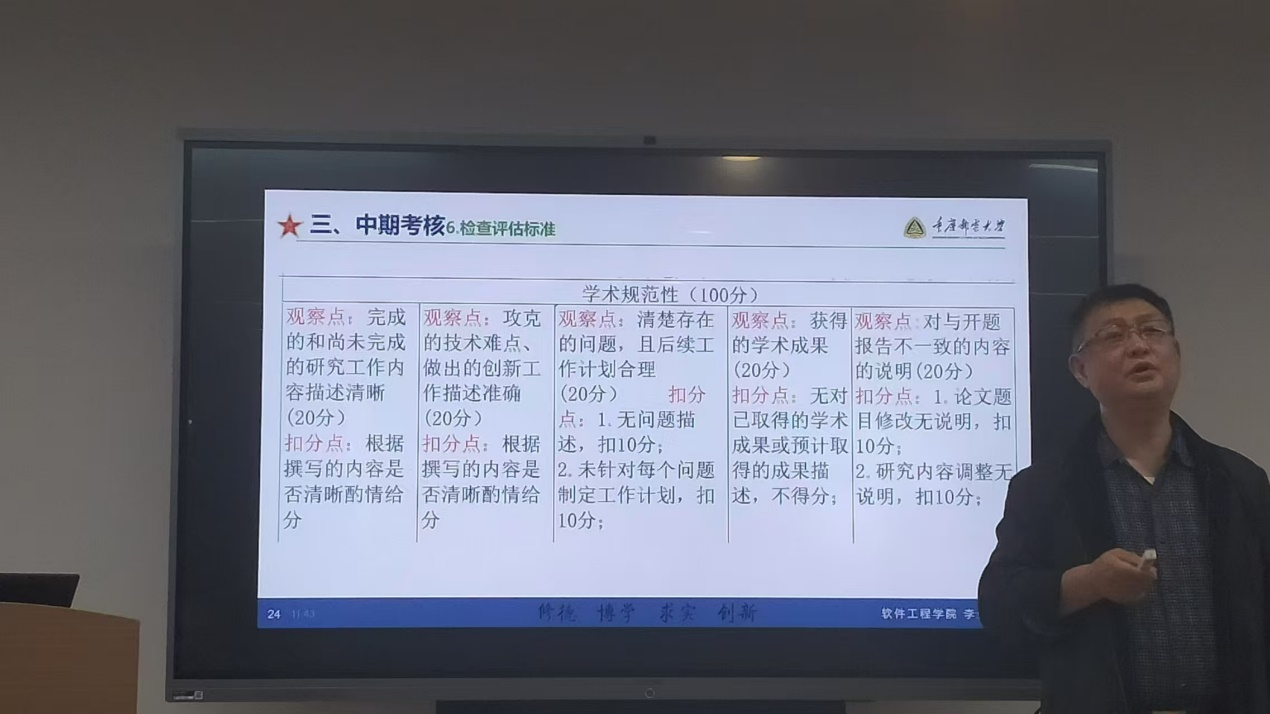 三、中期考核6.检查评估标准
重庆邮电大学
学术规范性（100分）
观察点：完成
的和尚未完成
的研究工作内
容描述清晰
(20分）
扣分点：根据
撰写的内容是
否清晰酌情给
分
观察点：攻克
的技术难点、
做出的创新工
作描述准确
(20分）
扣分点：根据
撰写的内容是
否清晰酌情给
分
观察点：清楚存在
的问题，且后续工
作计划合理
(20分） 扣分
点：1.无问题描
述，扣10分；
2.未针对每个问题
制定工作计划，扣
10分；
观察点：获得
的学术成果
(20分）
扣分点：无对
已取得的学术
成果或预计取
得的成果描
述，不得分；
观察点：对与开题
报告不一致的内容
的说明(20分）
扣分点：1.论文题
目修改无说明，扣
10分；
2.研究内容调整无
说明，扣10分；
24 11:43
修德 博学 求实 创新
软件工程学院 李